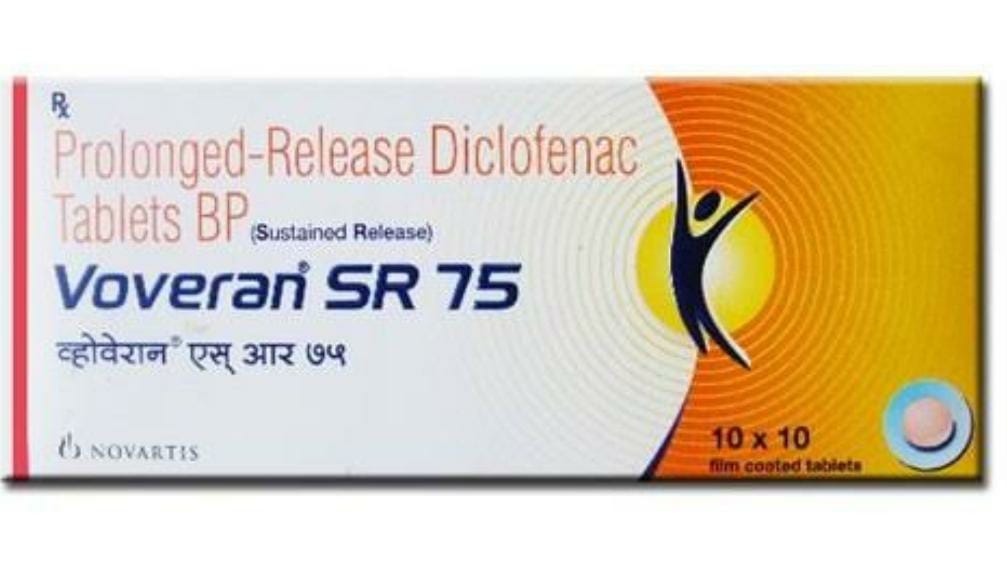 Rx
Prolonged-Release Diclofenac
Tablets BP (Sustained Release)
Voveran® SR 75
व्होवेरान® एस् आर ७५
NOVARTIS
10 x 10
film coated tablets